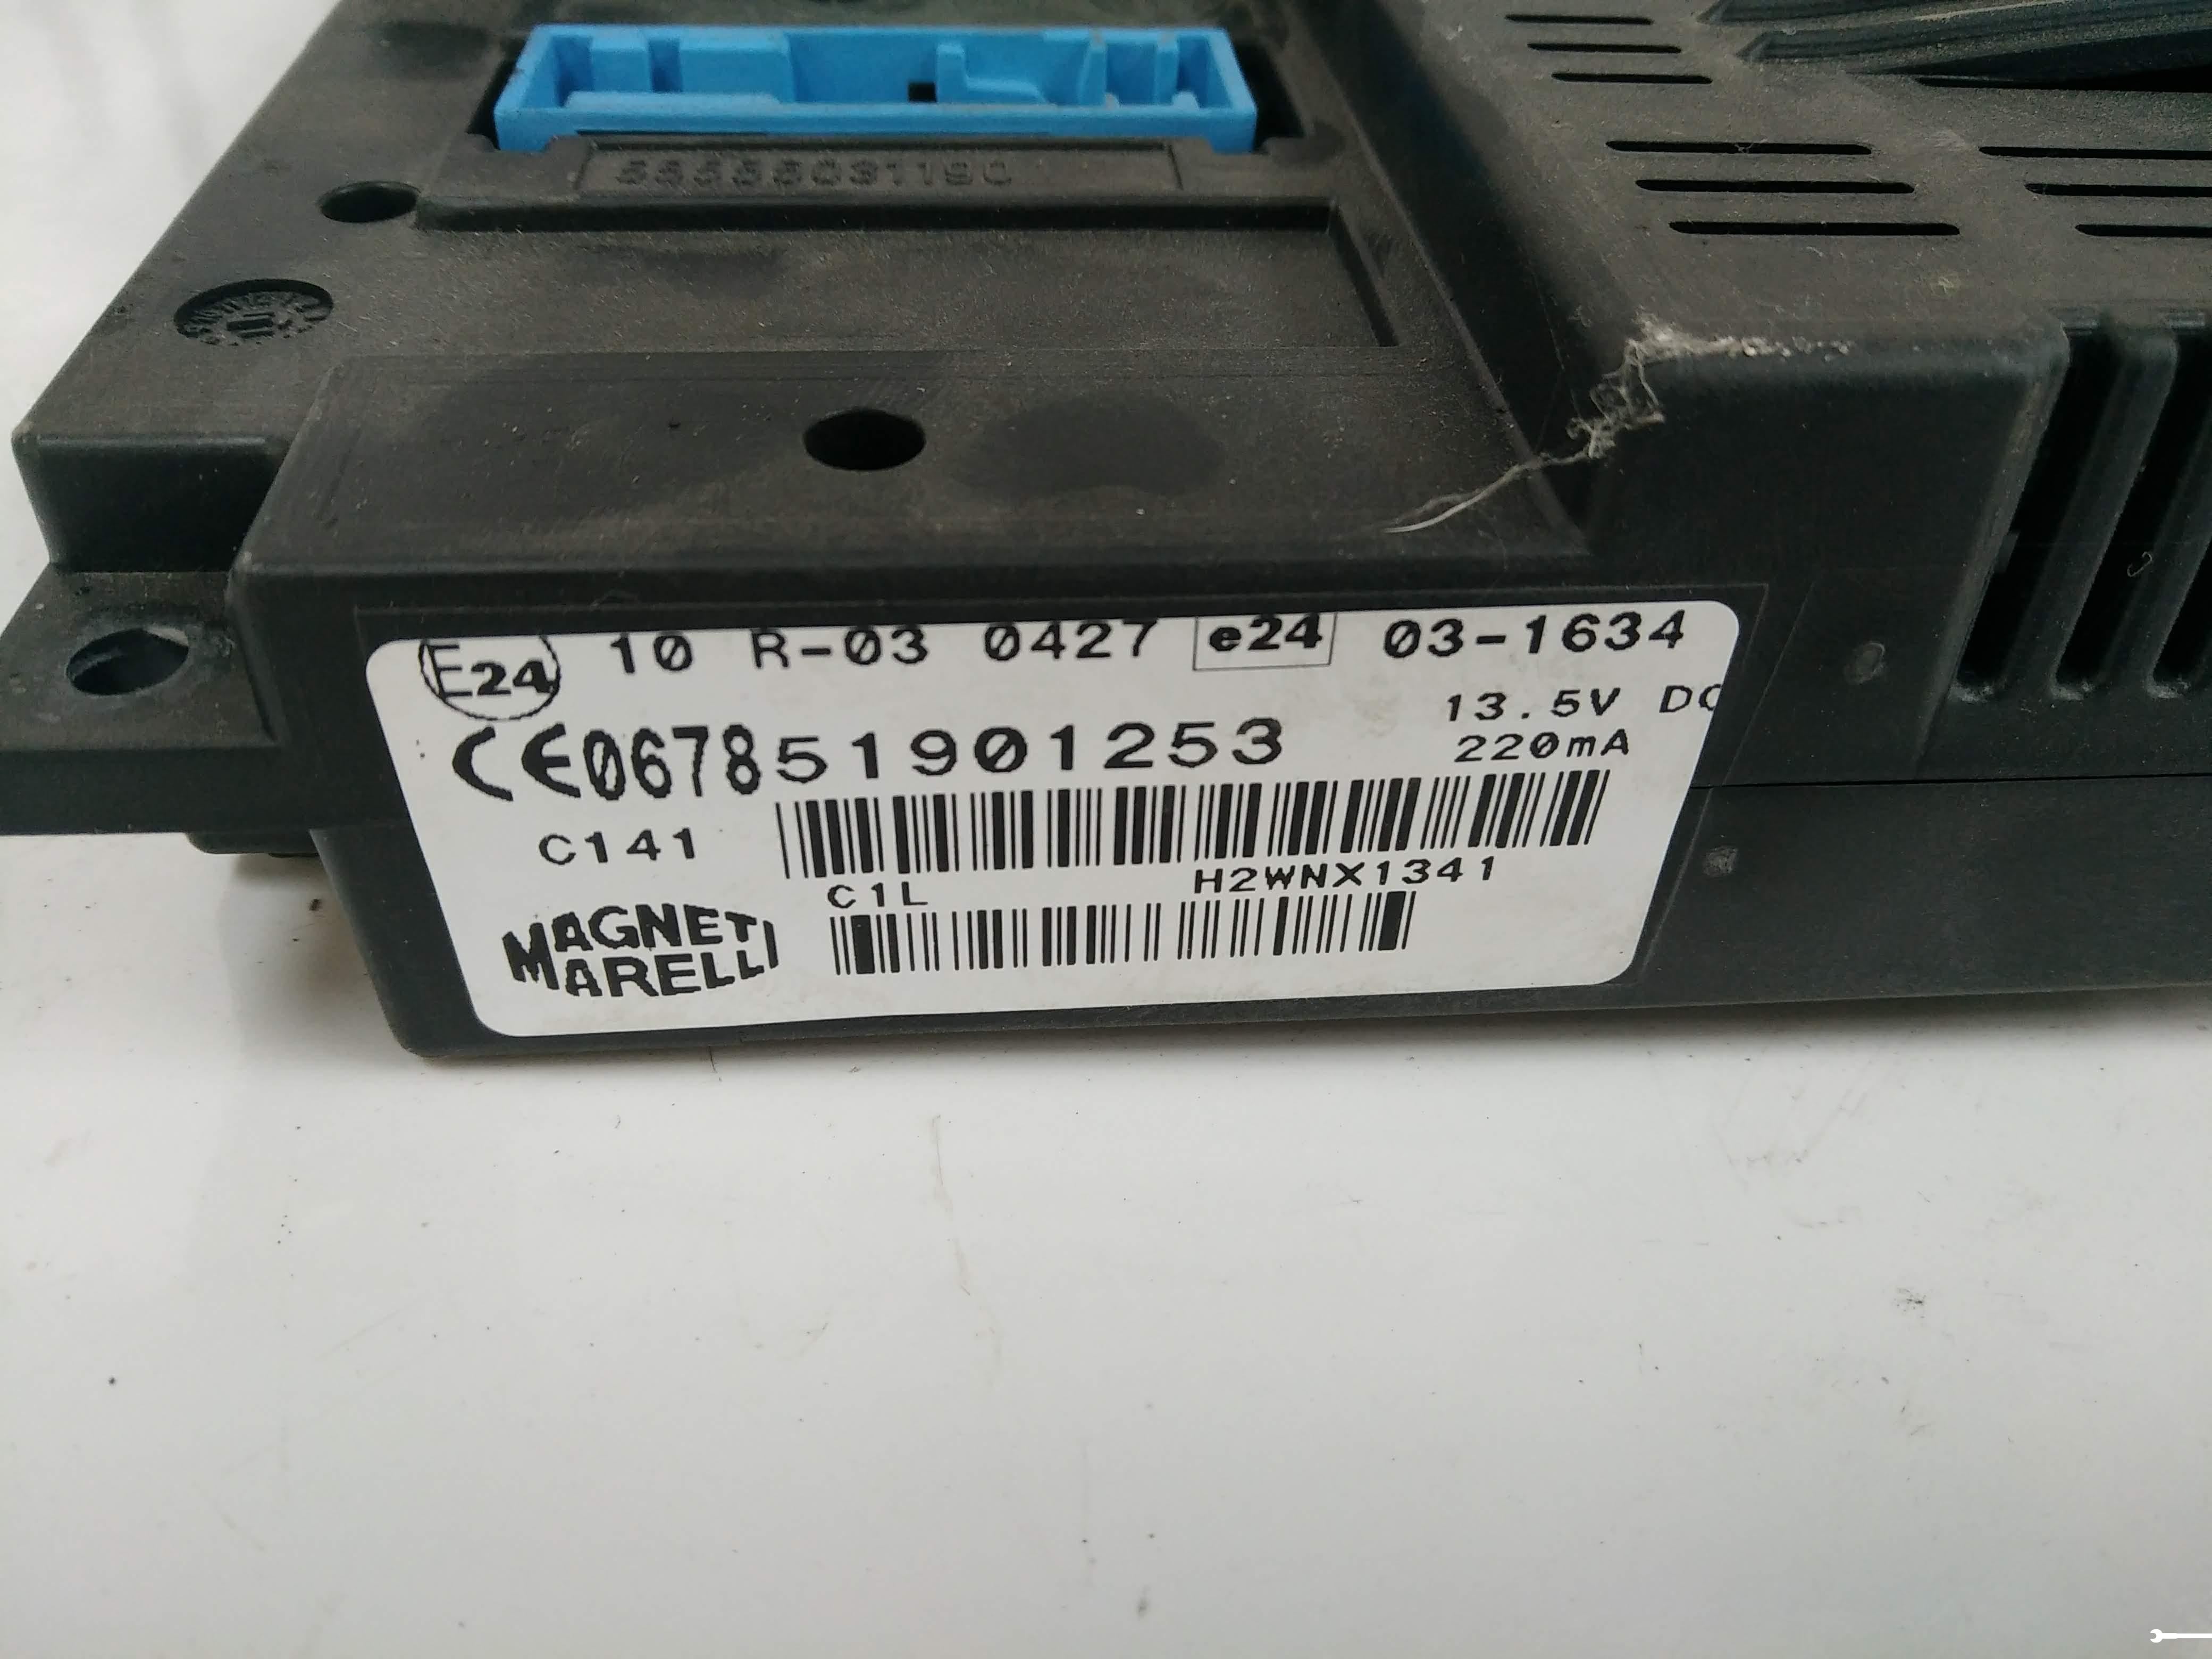 E24 10 R-03 0427 e24 03-1634
13.5V DC
CE0678 51901253 220mA
C141
C1L H2WNX1341
MAGNETI
MARELLI